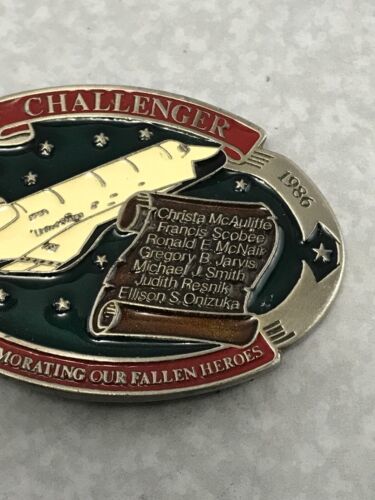 CHALLENGER
1986
Christa McAuliffe
Francis Scobee
Ronald E. McNair
Gregory B. Jarvis
Michael J. Smith
Judith Resnik
Ellison S. Onizuka
MORATING OUR FALLEN HEROES